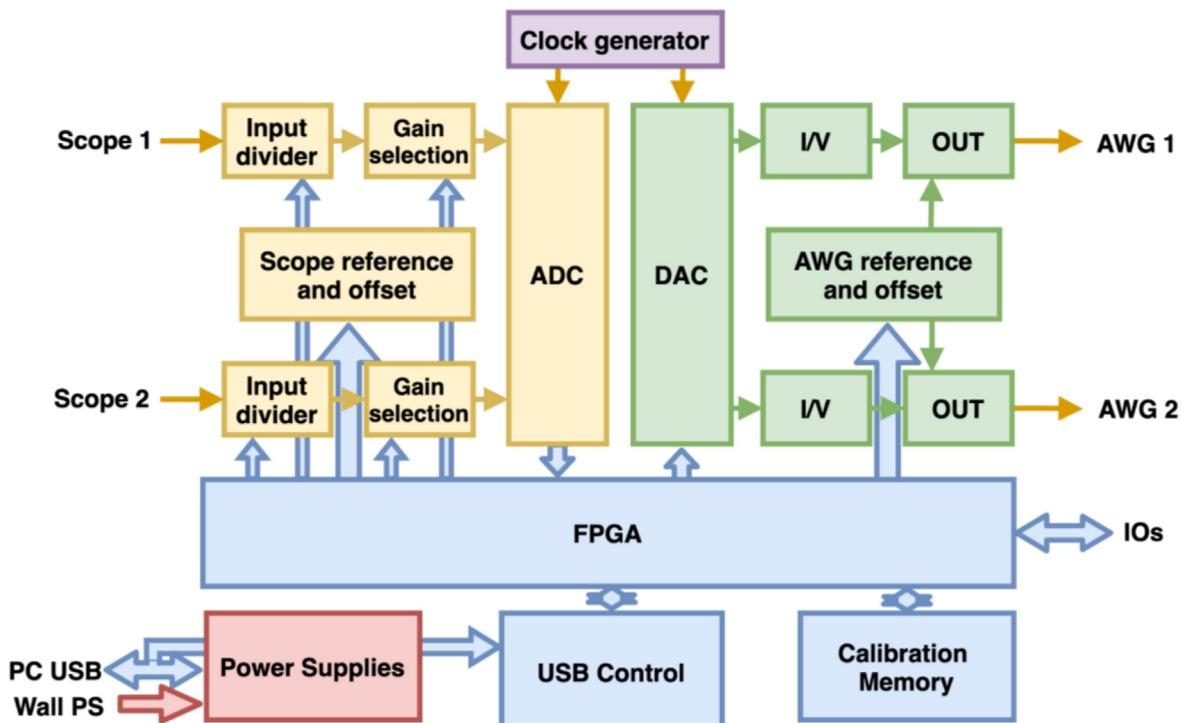 Clock generator
Scope 1
Input
divider
Gain
selection
ADC
DAC
I/V
OUT
AWG 1
Scope reference
and offset
AWG reference
and offset
Scope 2
Input
divider
Gain
selection
I/V
OUT
AWG 2
FPGA
IOs
PC USB
Wall PS
Power Supplies
USB Control
Calibration
Memory